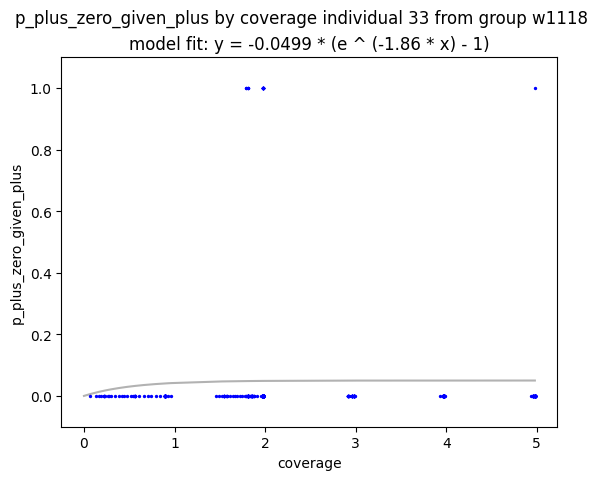 p_plus_zero_given_plus by coverage individual 33 from group w1118
model fit: y = -0.0499 * (e ^ (-1.86 * x) - 1)
1.0
0.8
0.6
0.4
0.2
0.0
p_plus_zero_given_plus
0 1 2 3 4 5
coverage